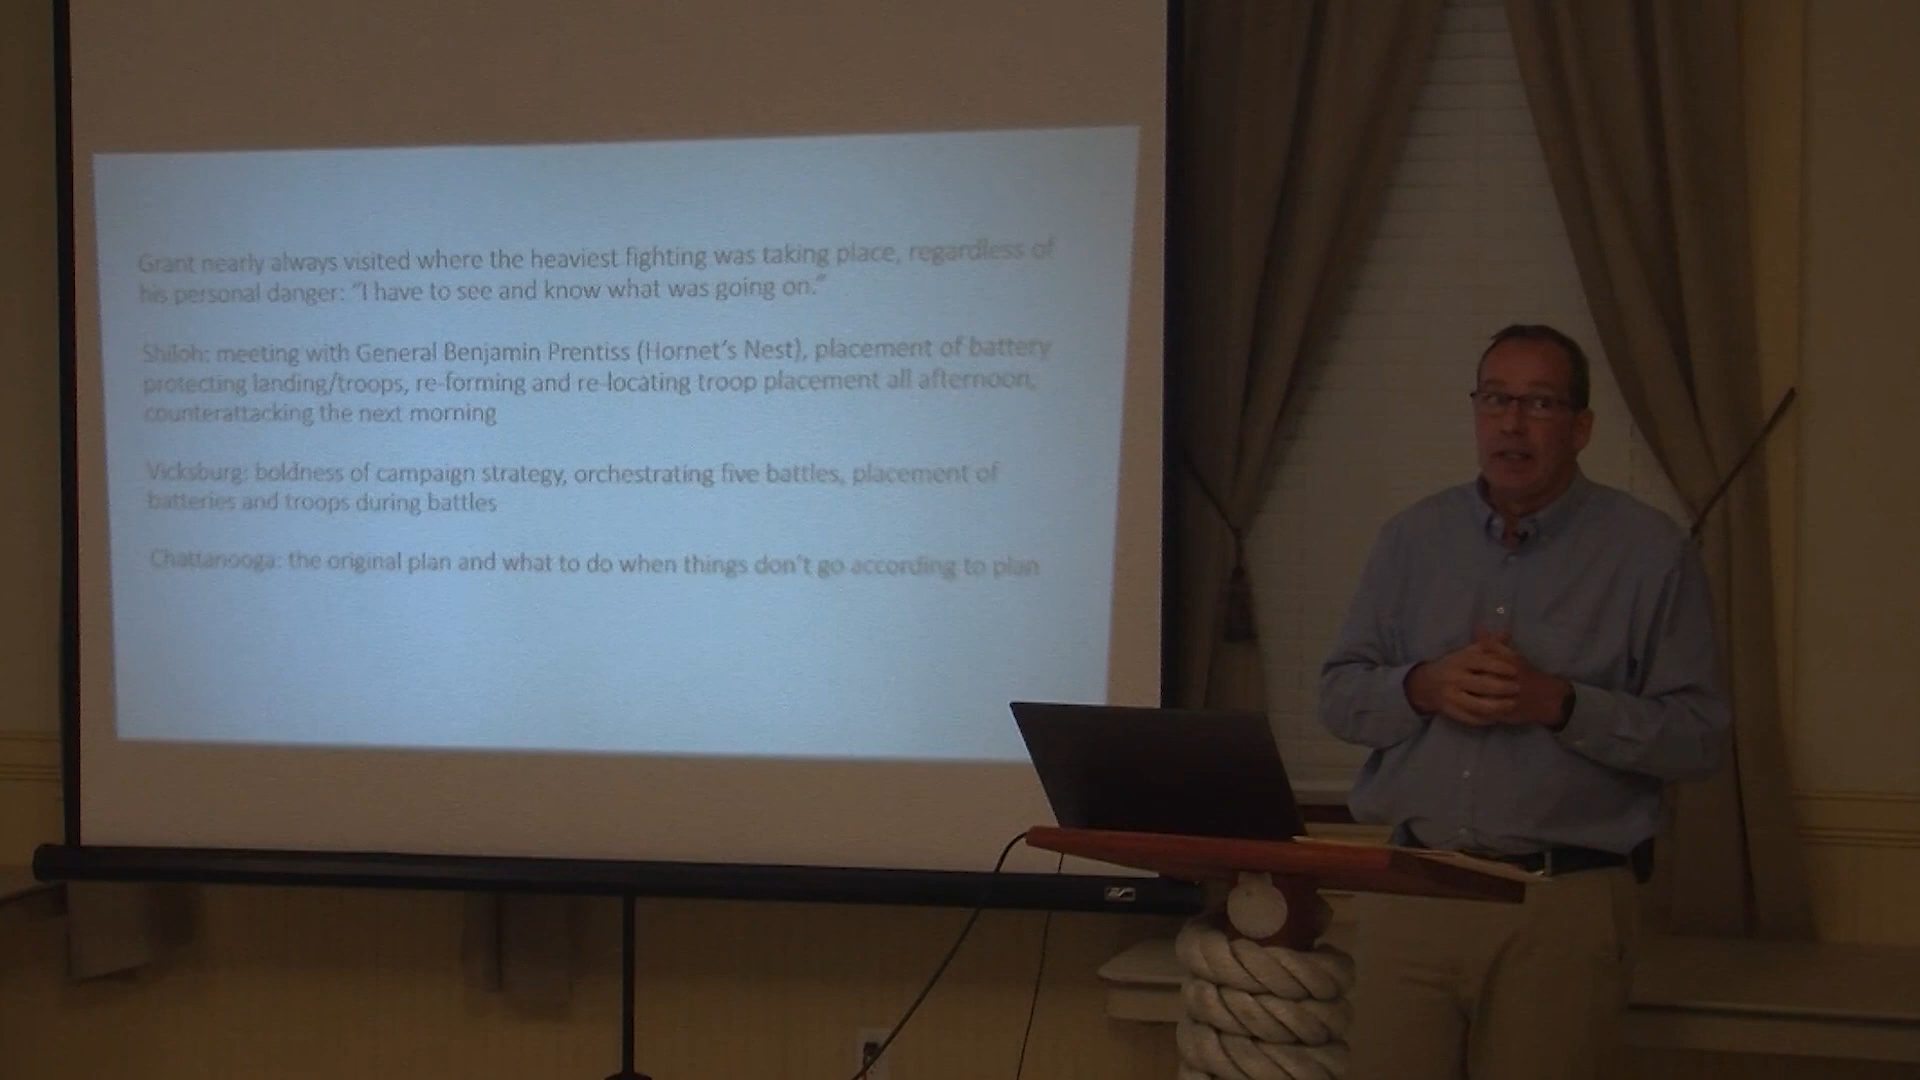 Grant nearly always visited where the heaviest fighting was taking place, regardless of
his personal danger: “I have to see and know what was going on.”
Shiloh: meeting with General Benjamin Prentiss (Hornet’s Nest), placement of battery
protecting landing/troops, re-forming and re-locating troop placement all afternoon,
counterattacking the next morning
Vicksburg: boldness of campaign strategy, orchestrating five battles, placement of
batteries and troops during battles
Chattanooga: the original plan and what to do when things don’t go according to plan